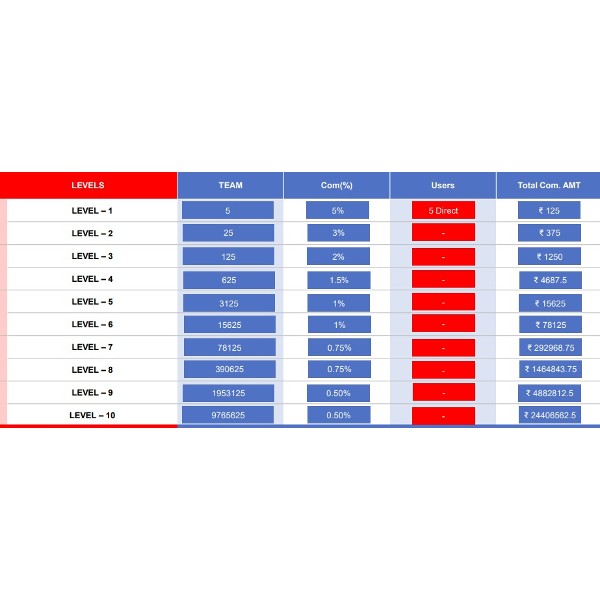 LEVELS TEAM Com(%) Users Total Com. AMT
LEVEL – 1 5 5% 5 Direct ₹ 125
LEVEL – 2 25 3% - ₹ 375
LEVEL – 3 125 2% - ₹ 1250
LEVEL – 4 625 1.5% - ₹ 4687.5
LEVEL – 5 3125 1% - ₹ 15625
LEVEL – 6 15625 1% - ₹ 78125
LEVEL – 7 78125 0.75% - ₹ 292968.75
LEVEL – 8 390625 0.75% - ₹ 1464843.75
LEVEL – 9 1953125 0.50% - ₹ 4882812.5
LEVEL – 10 9765625 0.50% - ₹ 24406562.5